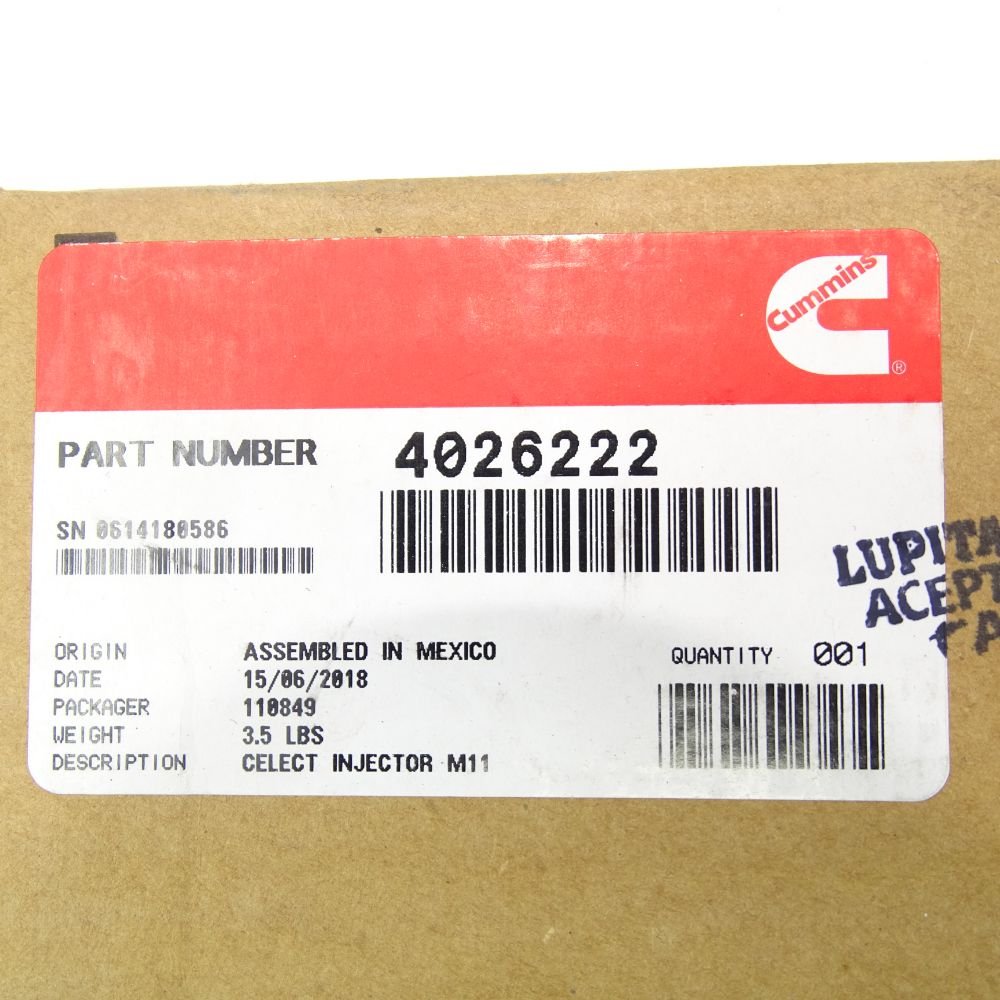 Cummins
®
PART NUMBER 4026222
SN 0614180586
ORIGIN ASSEMBLED IN MEXICO
DATE 15/06/2018
PACKAGER 110849
WEIGHT 3.5 LBS
DESCRIPTION CELECT INJECTOR M11
QUANTITY 001
LUPITA